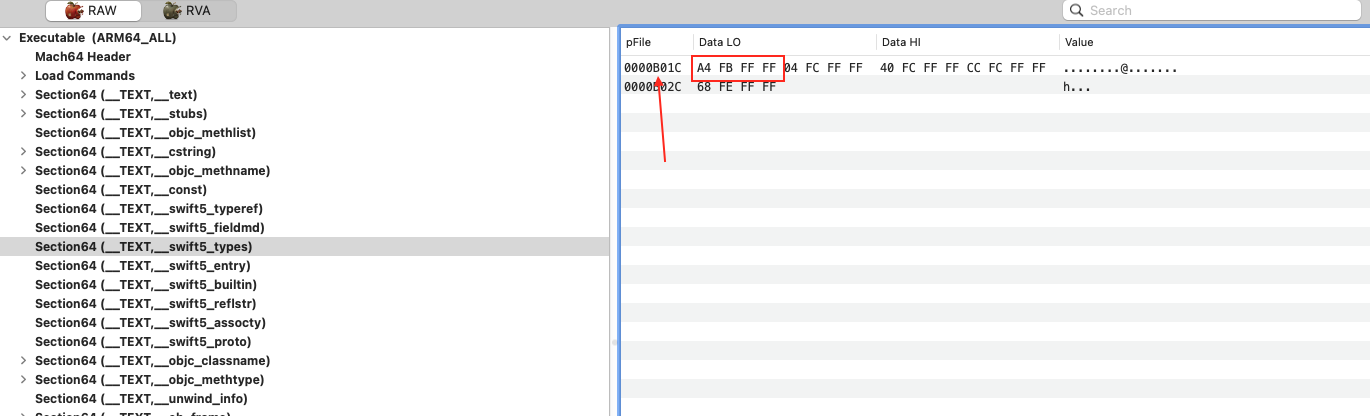 RAW RVA
Search
Executable (ARM64_ALL)
Mach64 Header
Load Commands
Section64 (__TEXT,__text)
Section64 (__TEXT,__stubs)
Section64 (__TEXT,__objc_methlist)
Section64 (__TEXT,__cstring)
Section64 (__TEXT,__objc_methname)
Section64 (__TEXT,__const)
Section64 (__TEXT,__swift5_typeref)
Section64 (__TEXT,__swift5_fieldmd)
Section64 (__TEXT,__swift5_types)
Section64 (__TEXT,__swift5_entry)
Section64 (__TEXT,__swift5_builtin)
Section64 (__TEXT,__swift5_reflstr)
Section64 (__TEXT,__swift5_assocty)
Section64 (__TEXT,__swift5_proto)
Section64 (__TEXT,__objc_classname)
Section64 (__TEXT,__objc_methtype)
Section64 (__TEXT,__unwind_info)
pFile Data LO Data HI Value
0000B01C A4 FB FF FF 04 FC FF FF 40 FC FF FF CC FC FF FF ........@.......
0000B02C 68 FE FF FF h...